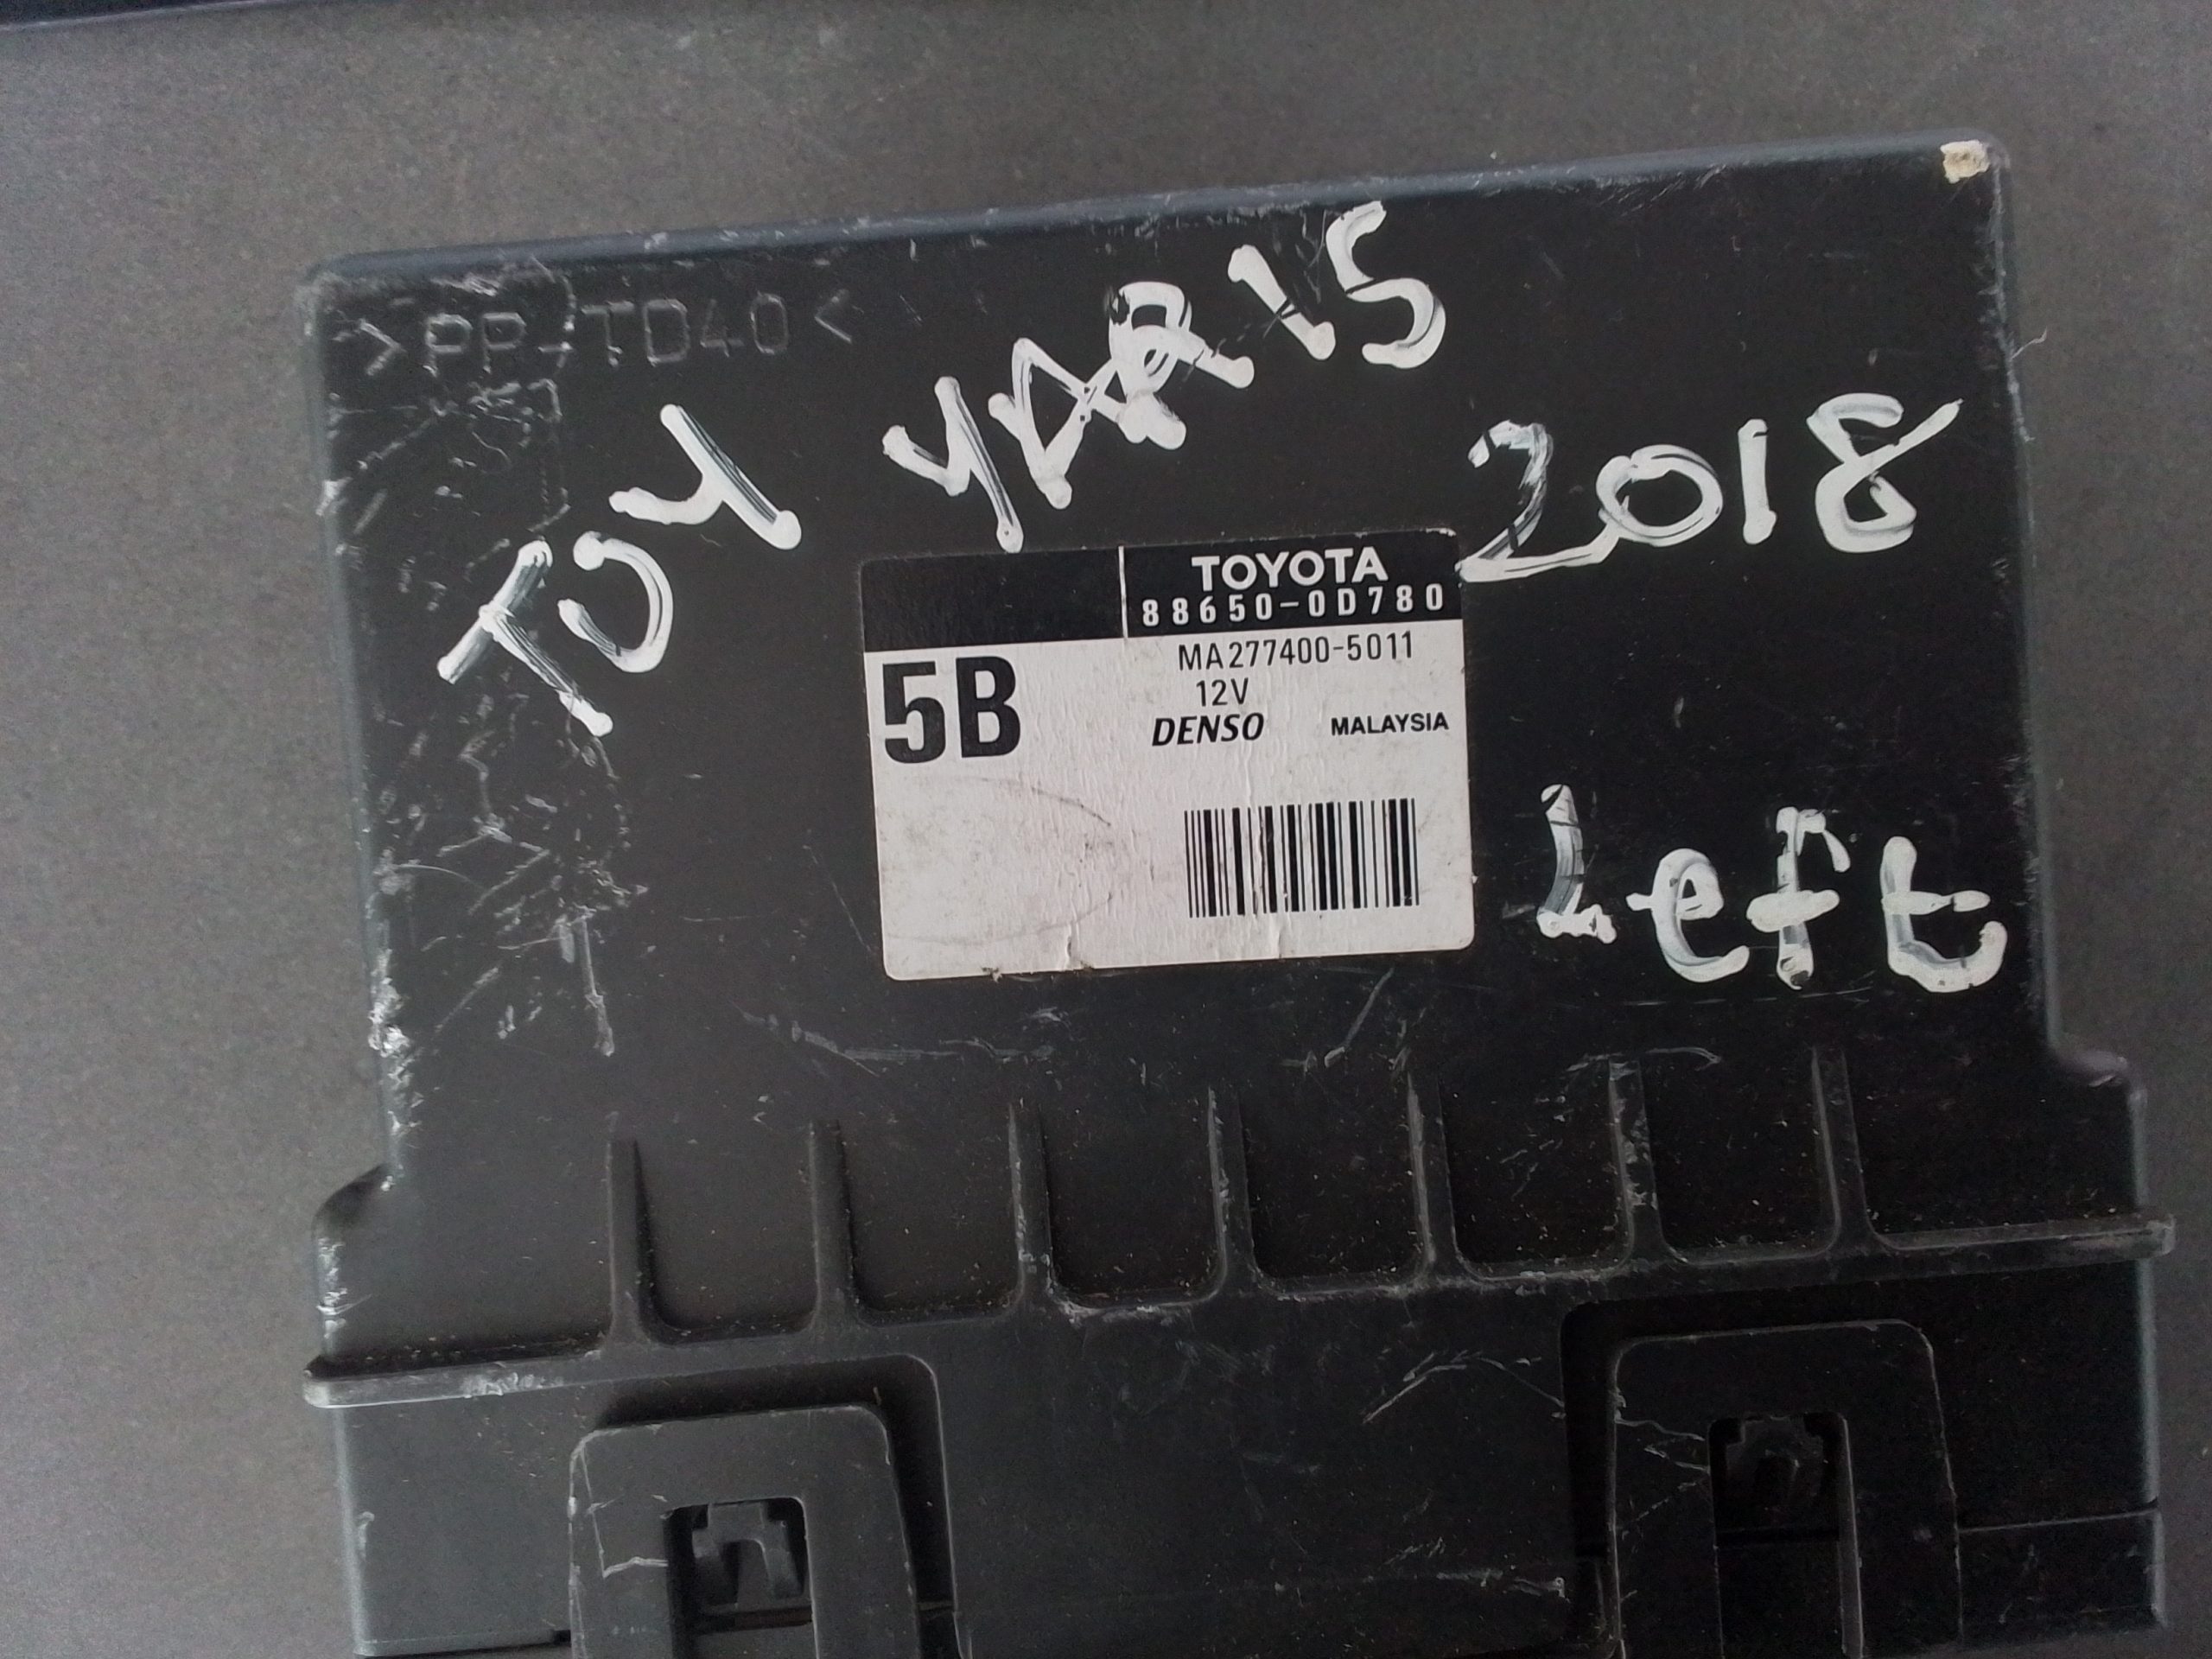 >PP-TD40<
TOY YARIS
2018
TOYOTA
88650-0D780
MA277400-5011
5B
12V
DENSO MALAYSIA
Left